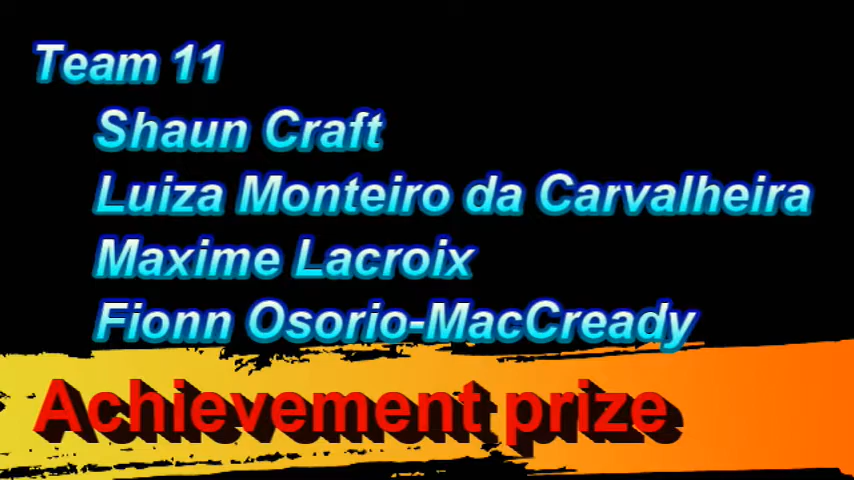 Team 11
Shaun Craft
Luiza Monteiro da Carvalheira
Maxime Lacroix
Fionn Osorio-MacCready
Achievement prize